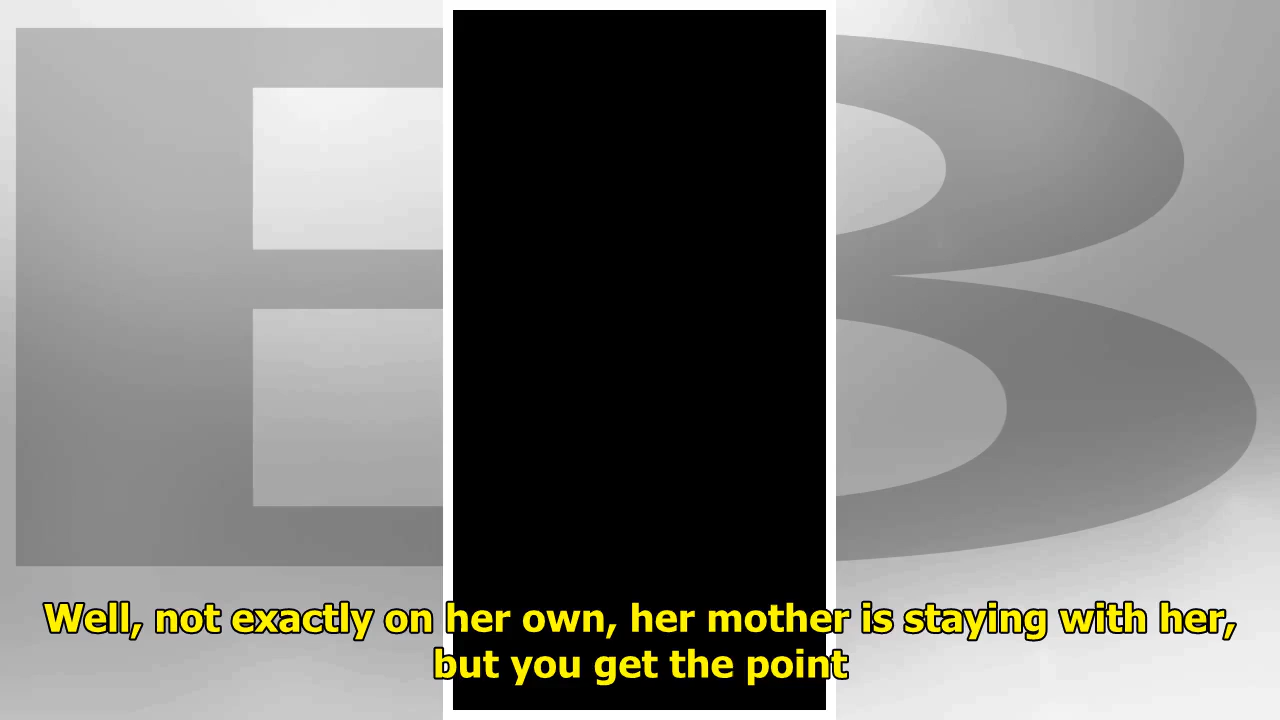 E B
Well, not exactly on her own, her mother is staying with her,
but you get the point